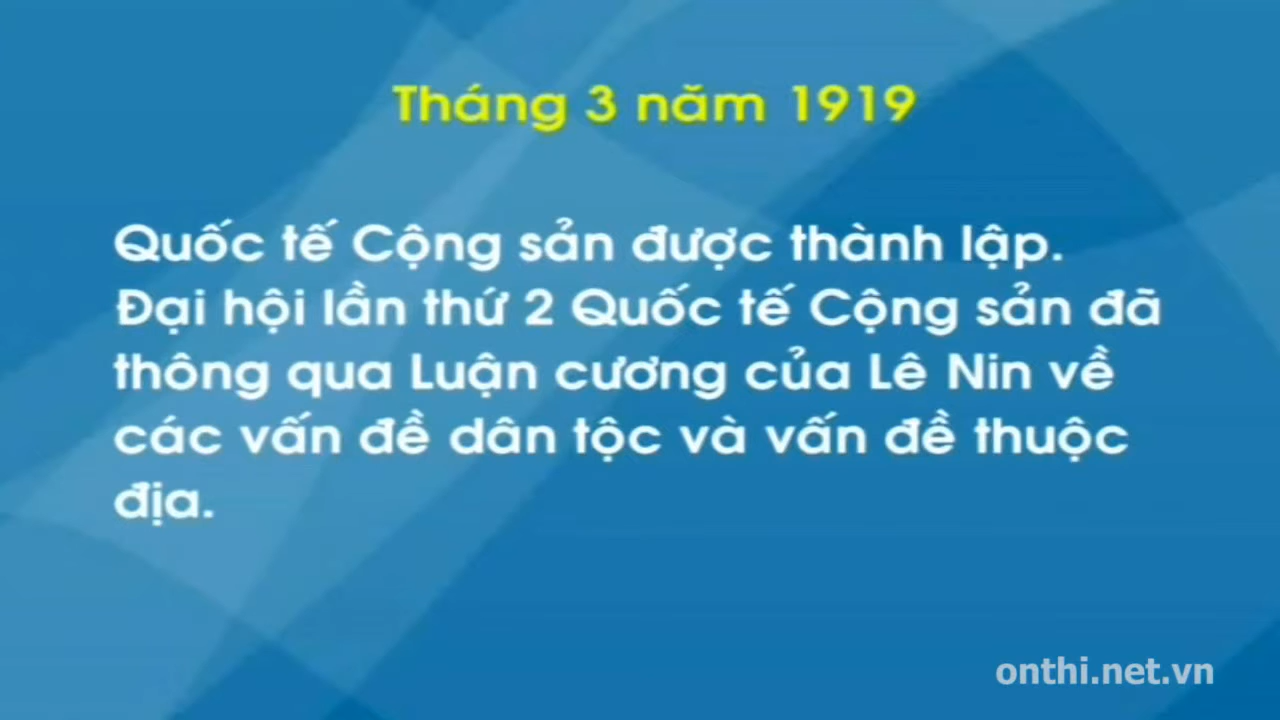 Tháng 3 năm 1919
Quốc tế Cộng sản được thành lập.
Đại hội lần thứ 2 Quốc tế Cộng sản đã
thông qua Luận cương của Lê Nin về
các vấn đề dân tộc và vấn đề thuộc
địa.
onthi.net.vn